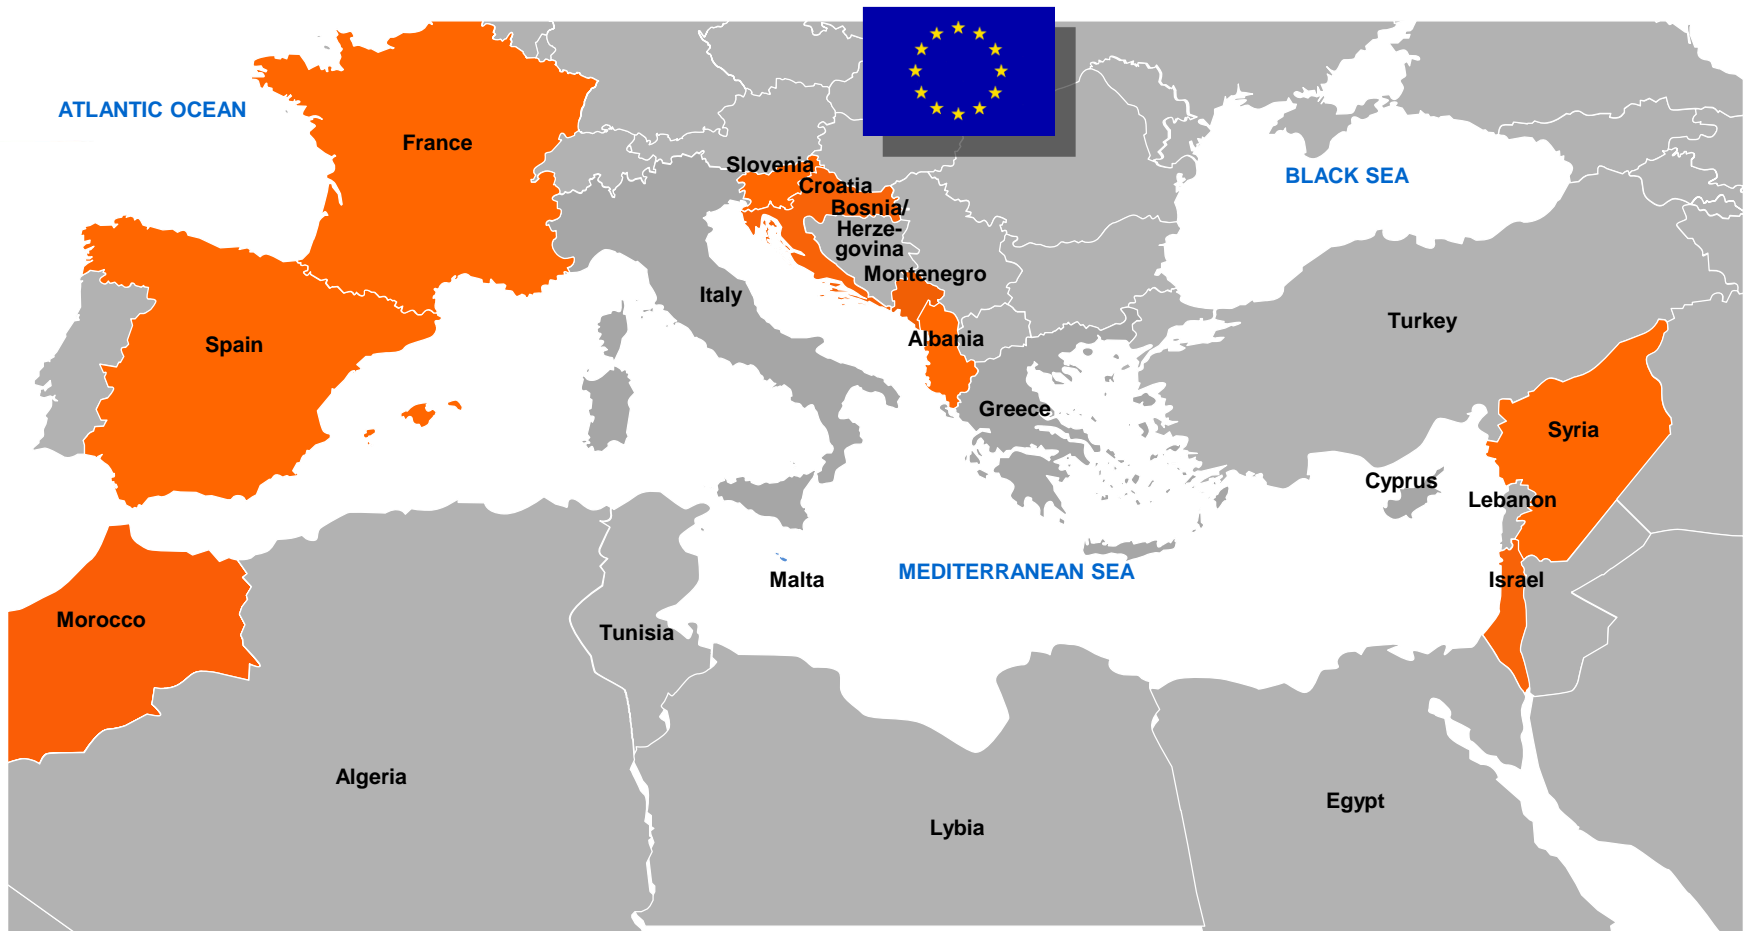 ATLANTIC OCEAN
France
Slovenia
Croatia
BLACK SEA
Bosnia/
Herze-
govina
Montenegro
Italy
Turkey
Spain
Albania
Greece
Syria
Cyprus
Lebanon
MEDITERRANEAN SEA
Malta
Israel
Morocco
Tunisia
Algeria
Egypt
Lybia